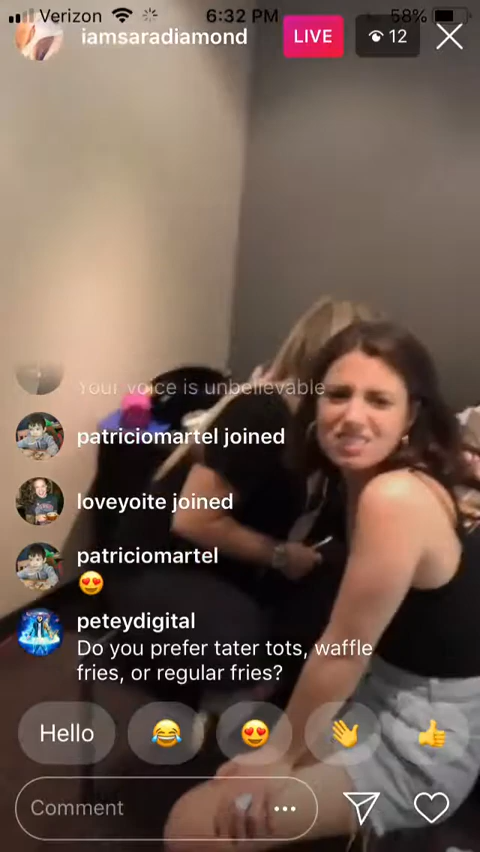 Verizon 6:32 PM 58%
iamsaradiamond LIVE 12
Your voice is unbelievable
patriciomartel joined
loveyoite joined
patriciomartel
😍
peteydigital
Do you prefer tater tots, waffle
fries, or regular fries?
Hello 😂 😍 👋 👍
Comment